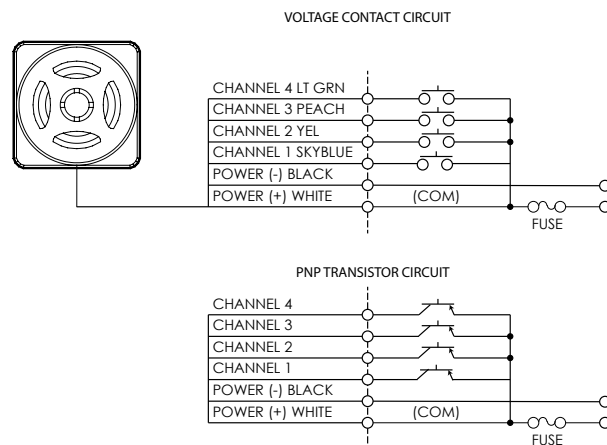 VOLTAGE CONTACT CIRCUIT
CHANNEL 4 LT GRN
CHANNEL 3 PEACH
CHANNEL 2 YEL
CHANNEL 1 SKYBLUE
POWER (-) BLACK
POWER (+) WHITE
(COM)
FUSE
PNP TRANSISTOR CIRCUIT
CHANNEL 4
CHANNEL 3
CHANNEL 2
CHANNEL 1
POWER (-) BLACK
POWER (+) WHITE
(COM)
FUSE